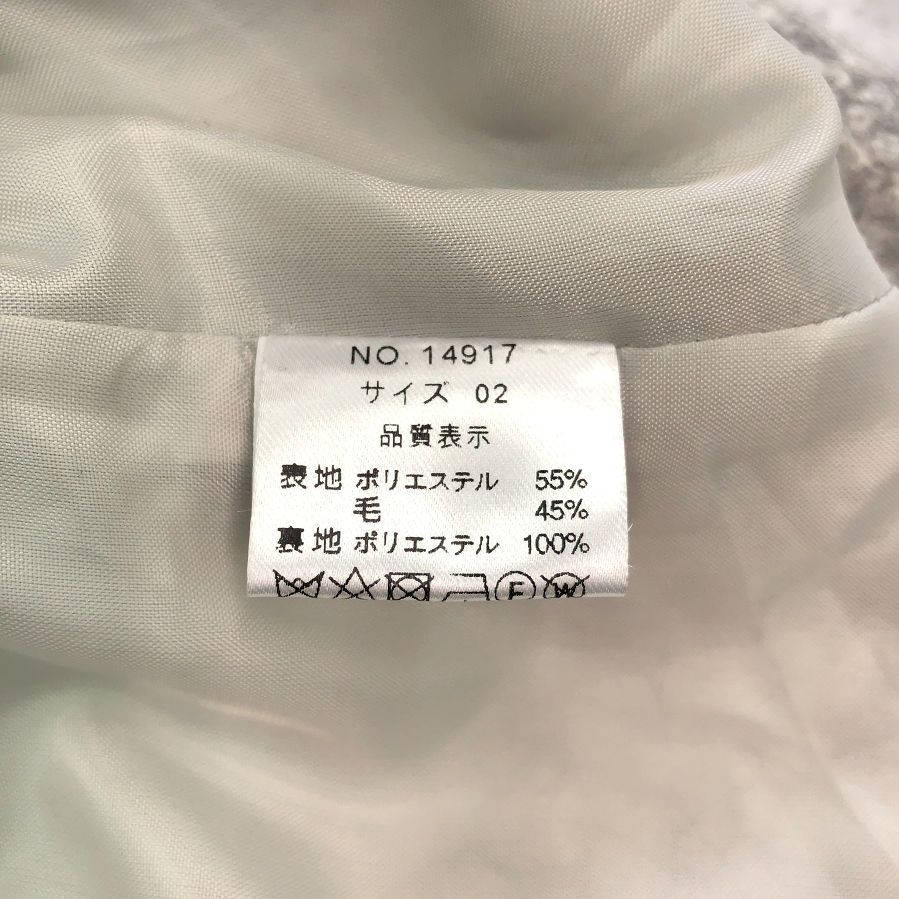 NO. 14917
サイズ 02
品質表示
表地 ポリエステル 55%
毛 45%
裏地 ポリエステル 100%
F W